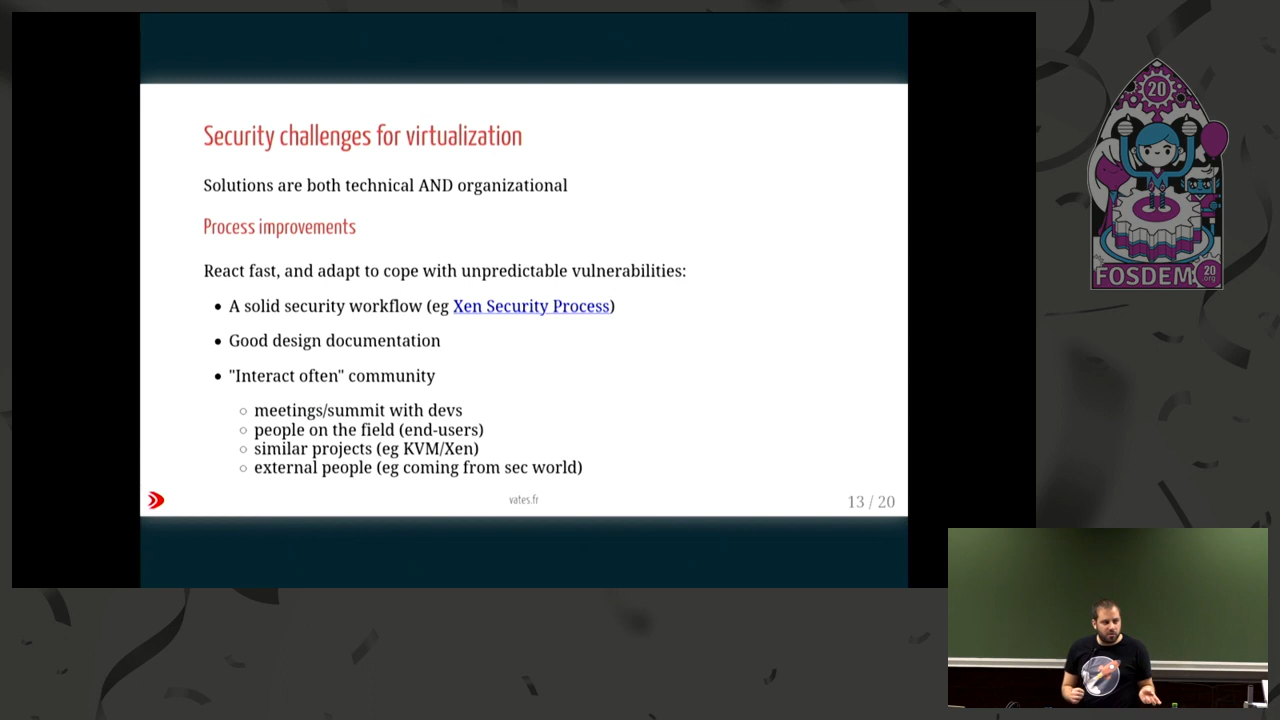 Security challenges for virtualization
Solutions are both technical AND organizational
Process improvements
React fast, and adapt to cope with unpredictable vulnerabilities:
• A solid security workflow (eg Xen Security Process)
• Good design documentation
• "Interact often" community
○ meetings/summit with devs
○ people on the field (end-users)
○ similar projects (eg KVM/Xen)
○ external people (eg coming from sec world)
vates.fr
13 / 20
20
FOSDEM
20
.org